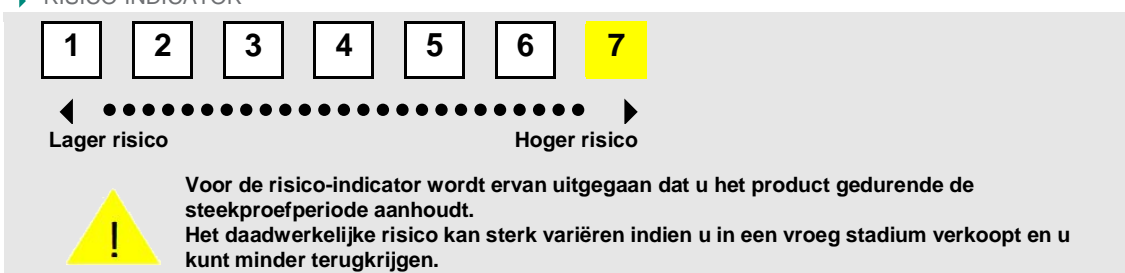 RISICO INDICATOR
1 2 3 4 5 6 7
Lager risico Hoger risico
Voor de risico-indicator wordt ervan uitgegaan dat u het product gedurende de
steekproefperiode aanhoudt.
! Het daadwerkelijke risico kan sterk variëren indien u in een vroeg stadium verkoopt en u
kunt minder terugkrijgen.